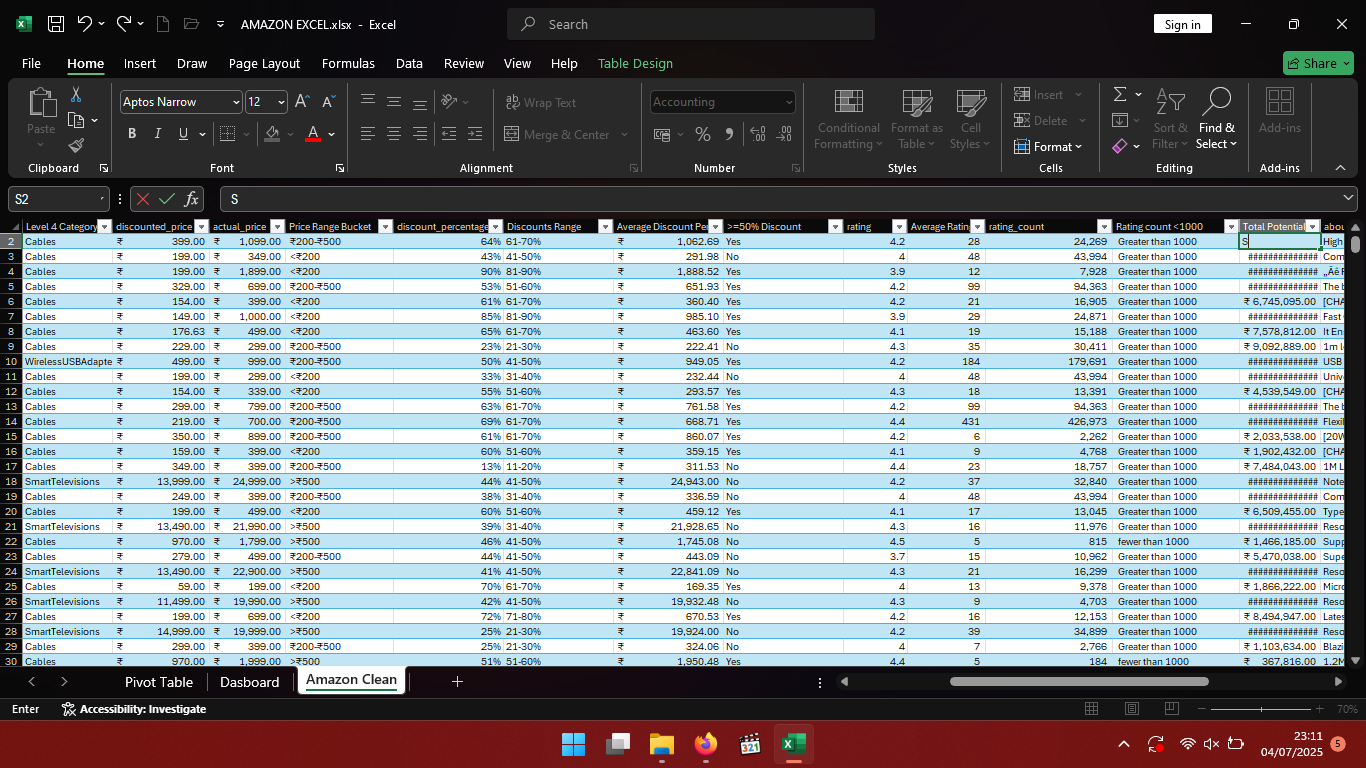 AMAZON EXCEL.xlsx - Excel
Search
Sign in
File Home Insert Draw Page Layout Formulas Data Review View Help Table Design
Share
Aptos Narrow 12 Wrap Text Accounting Insert
Paste B I U Merge & Center % Conditional Formatting Format as Table Cell Styles Delete Sort & Filter Find & Select Add-ins
Format
Clipboard Font Alignment Number Styles Cells Editing Add-ins
S2 fx S
Level 4 Category discounted_price actual_price Price Range Bucket discount_percentage Discounts Range Average Discount Per >=50% Discount rating Average Rating rating_count Rating count <1000 Total Potential abou
2 Cables ₹ 399.00 ₹ 1,099.00 ₹200-₹500 64% 61-70% ₹ 1,062.69 Yes 4.2 28 24,269 Greater than 1000 S High
3 Cables ₹ 199.00 ₹ 349.00 <₹200 43% 41-50% ₹ 291.98 No 4 48 43,994 Greater than 1000 ############## Com
4 Cables ₹ 199.00 ₹ 1,899.00 <₹200 90% 81-90% ₹ 1,888.52 Yes 3.9 12 7,928 Greater than 1000 ############## „Äê
5 Cables ₹ 329.00 ₹ 699.00 ₹200-₹500 53% 51-60% ₹ 651.93 Yes 4.2 99 94,363 Greater than 1000 ############## The b
6 Cables ₹ 154.00 ₹ 399.00 <₹200 61% 61-70% ₹ 360.40 Yes 4.2 21 16,905 Greater than 1000 ₹ 6,745,095.00 [CHA
7 Cables ₹ 149.00 ₹ 1,000.00 <₹200 85% 81-90% ₹ 985.10 Yes 3.9 29 24,871 Greater than 1000 ############## Fast
8 Cables ₹ 176.63 ₹ 499.00 <₹200 65% 61-70% ₹ 463.60 Yes 4.1 19 15,188 Greater than 1000 ₹ 7,578,812.00 It En
9 Cables ₹ 229.00 ₹ 299.00 ₹200-₹500 23% 21-30% ₹ 222.41 No 4.3 35 30,411 Greater than 1000 ₹ 9,092,889.00 1m l
10 WirelessUSBAdapte ₹ 499.00 ₹ 999.00 ₹200-₹500 50% 41-50% ₹ 949.05 Yes 4.2 184 179,691 Greater than 1000 ############## USB
11 Cables ₹ 199.00 ₹ 299.00 <₹200 33% 31-40% ₹ 232.44 No 4 48 43,994 Greater than 1000 ############## Univ
12 Cables ₹ 154.00 ₹ 339.00 <₹200 55% 51-60% ₹ 293.57 Yes 4.3 18 13,391 Greater than 1000 ₹ 4,539,549.00 [CHA
13 Cables ₹ 299.00 ₹ 799.00 ₹200-₹500 63% 61-70% ₹ 761.58 Yes 4.2 99 94,363 Greater than 1000 ############## The b
14 Cables ₹ 219.00 ₹ 700.00 ₹200-₹500 69% 61-70% ₹ 668.71 Yes 4.4 431 426,973 Greater than 1000 ############## Flexil
15 Cables ₹ 350.00 ₹ 899.00 ₹200-₹500 61% 61-70% ₹ 860.07 Yes 4.2 6 2,262 Greater than 1000 ₹ 2,033,538.00 [20W
16 Cables ₹ 159.00 ₹ 399.00 <₹200 60% 51-60% ₹ 359.15 Yes 4.1 9 4,768 Greater than 1000 ₹ 1,902,432.00 [CHA
17 Cables ₹ 349.00 ₹ 399.00 ₹200-₹500 13% 11-20% ₹ 311.53 No 4.4 23 18,757 Greater than 1000 ₹ 7,484,043.00 1M L
18 SmartTelevisions ₹ 13,999.00 ₹ 24,999.00 >₹500 44% 41-50% ₹ 24,943.00 No 4.2 37 32,840 Greater than 1000 ############## Note
19 Cables ₹ 249.00 ₹ 399.00 ₹200-₹500 38% 31-40% ₹ 336.59 No 4 48 43,994 Greater than 1000 ############## Com
20 Cables ₹ 199.00 ₹ 499.00 <₹200 60% 51-60% ₹ 459.12 Yes 4.1 17 13,045 Greater than 1000 ₹ 6,509,455.00 Type
21 SmartTelevisions ₹ 13,490.00 ₹ 21,990.00 >₹500 39% 31-40% ₹ 21,928.65 No 4.3 16 11,976 Greater than 1000 ############## Reso
22 Cables ₹ 970.00 ₹ 1,799.00 >₹500 46% 41-50% ₹ 1,745.08 No 4.5 5 815 fewer than 1000 ₹ 1,466,185.00 Supp
23 Cables ₹ 279.00 ₹ 499.00 ₹200-₹500 44% 41-50% ₹ 443.09 No 3.7 15 10,962 Greater than 1000 ₹ 5,470,038.00 Supe
24 SmartTelevisions ₹ 13,490.00 ₹ 22,900.00 >₹500 41% 41-50% ₹ 22,841.09 No 4.3 21 16,299 Greater than 1000 ############## Reso
25 Cables ₹ 59.00 ₹ 199.00 <₹200 70% 61-70% ₹ 169.35 Yes 4 13 9,378 Greater than 1000 ₹ 1,866,222.00 Micro
26 SmartTelevisions ₹ 11,499.00 ₹ 19,990.00 >₹500 42% 41-50% ₹ 19,932.48 No 4.3 9 4,703 Greater than 1000 ############## Reso
27 Cables ₹ 199.00 ₹ 699.00 <₹200 72% 71-80% ₹ 670.53 Yes 4.2 16 12,153 Greater than 1000 ₹ 8,494,947.00 Lates
28 SmartTelevisions ₹ 14,999.00 ₹ 19,999.00 >₹500 25% 21-30% ₹ 19,924.00 No 4.2 39 34,899 Greater than 1000 ############## Reso
29 Cables ₹ 299.00 ₹ 399.00 ₹200-₹500 25% 21-30% ₹ 324.06 No 4 7 2,766 Greater than 1000 ₹ 1,103,634.00 Blazi
30 Cables ₹ 970.00 ₹ 1,999.00 >₹500 51% 51-60% ₹ 1,950.48 Yes 4.4 5 184 fewer than 1000 ₹ 367,816.00 1.2M
Pivot Table Dasboard Amazon Clean
Enter Accessibility: Investigate 70%
321
23:11
04/07/2025 5